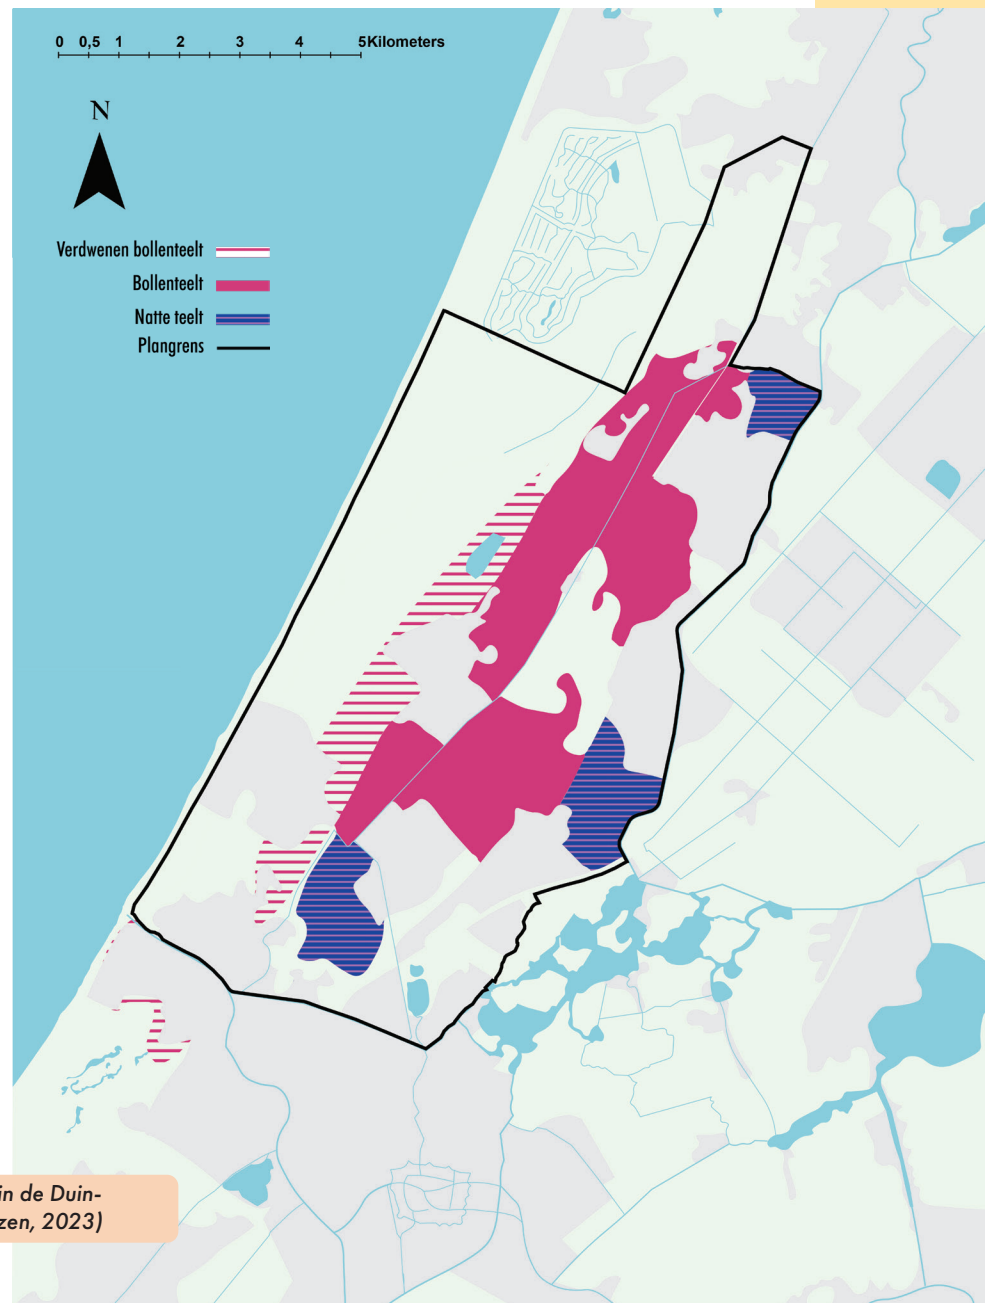 0 0,5 1 2 3 4 5Kilometers
N
Verdwenen bollenteelt
Bollenteelt
Natte teelt
Plangrens
in de Duin-
zen, 2023)